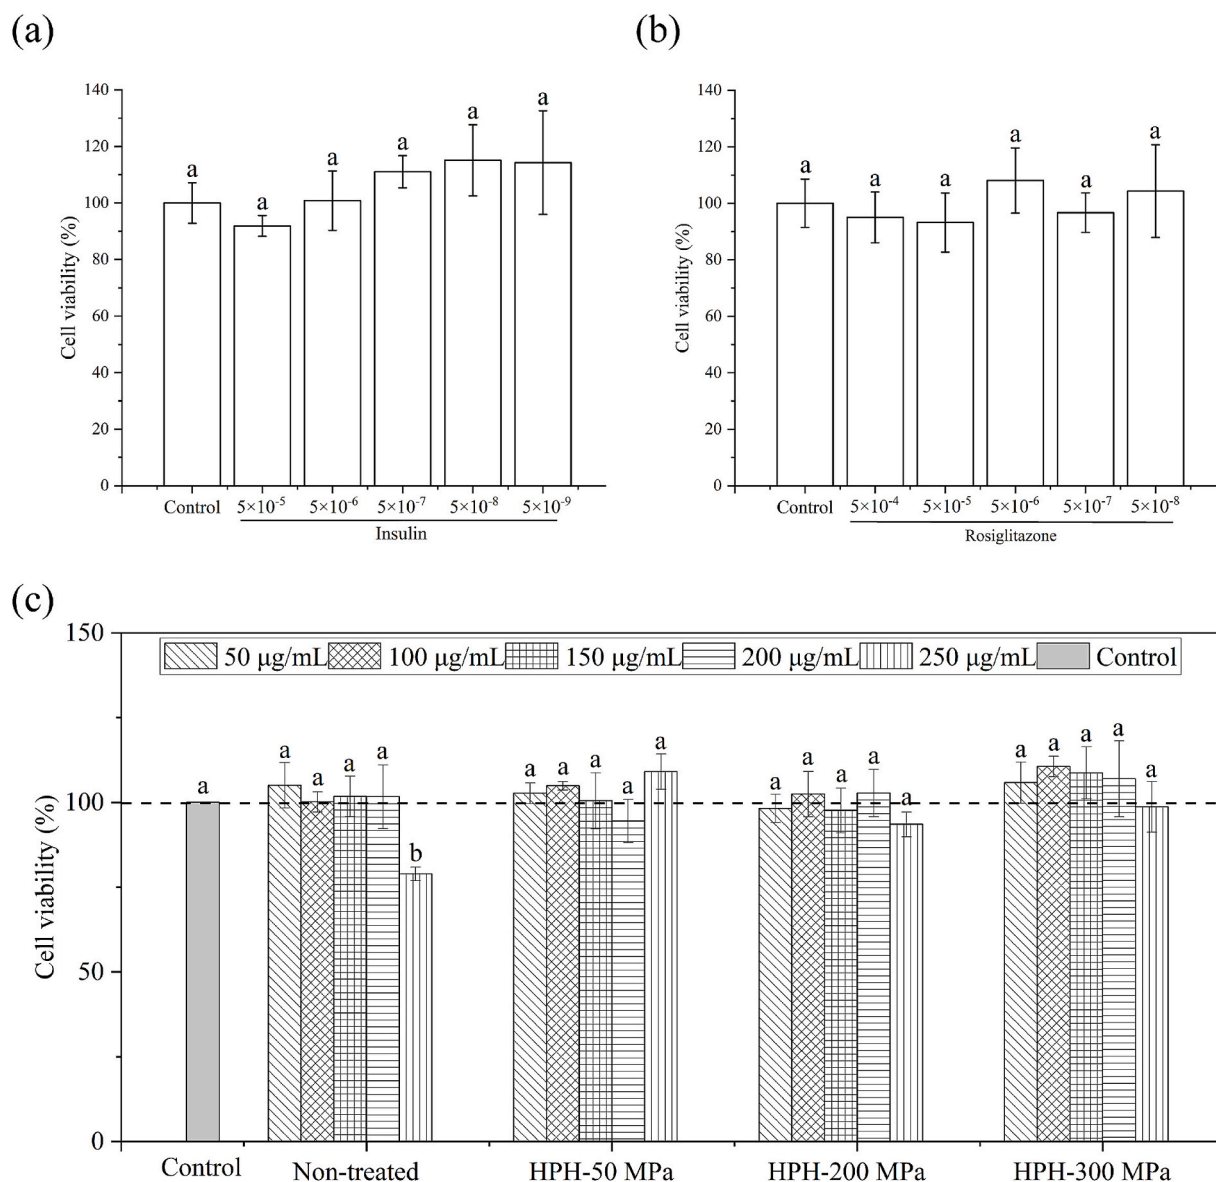 (a)
(b)
140
120
100
80
60
40
20
0
Cell viability (%)
a a a a a a
Control 5×10⁻⁵ 5×10⁻⁶ 5×10⁻⁷ 5×10⁻⁸ 5×10⁻⁹
Insulin
140
120
100
80
60
40
20
0
Cell viability (%)
a a a a a a
Control 5×10⁻⁴ 5×10⁻⁵ 5×10⁻⁶ 5×10⁻⁷ 5×10⁻⁸
Rosiglitazone
(c)
150
100
50
0
Cell viability (%)
50 μg/mL 100 μg/mL 150 μg/mL 200 μg/mL 250 μg/mL Control
a a a a a b a a a a a a a a a a a a a a a
Control Non-treated HPH-50 MPa HPH-200 MPa HPH-300 MPa